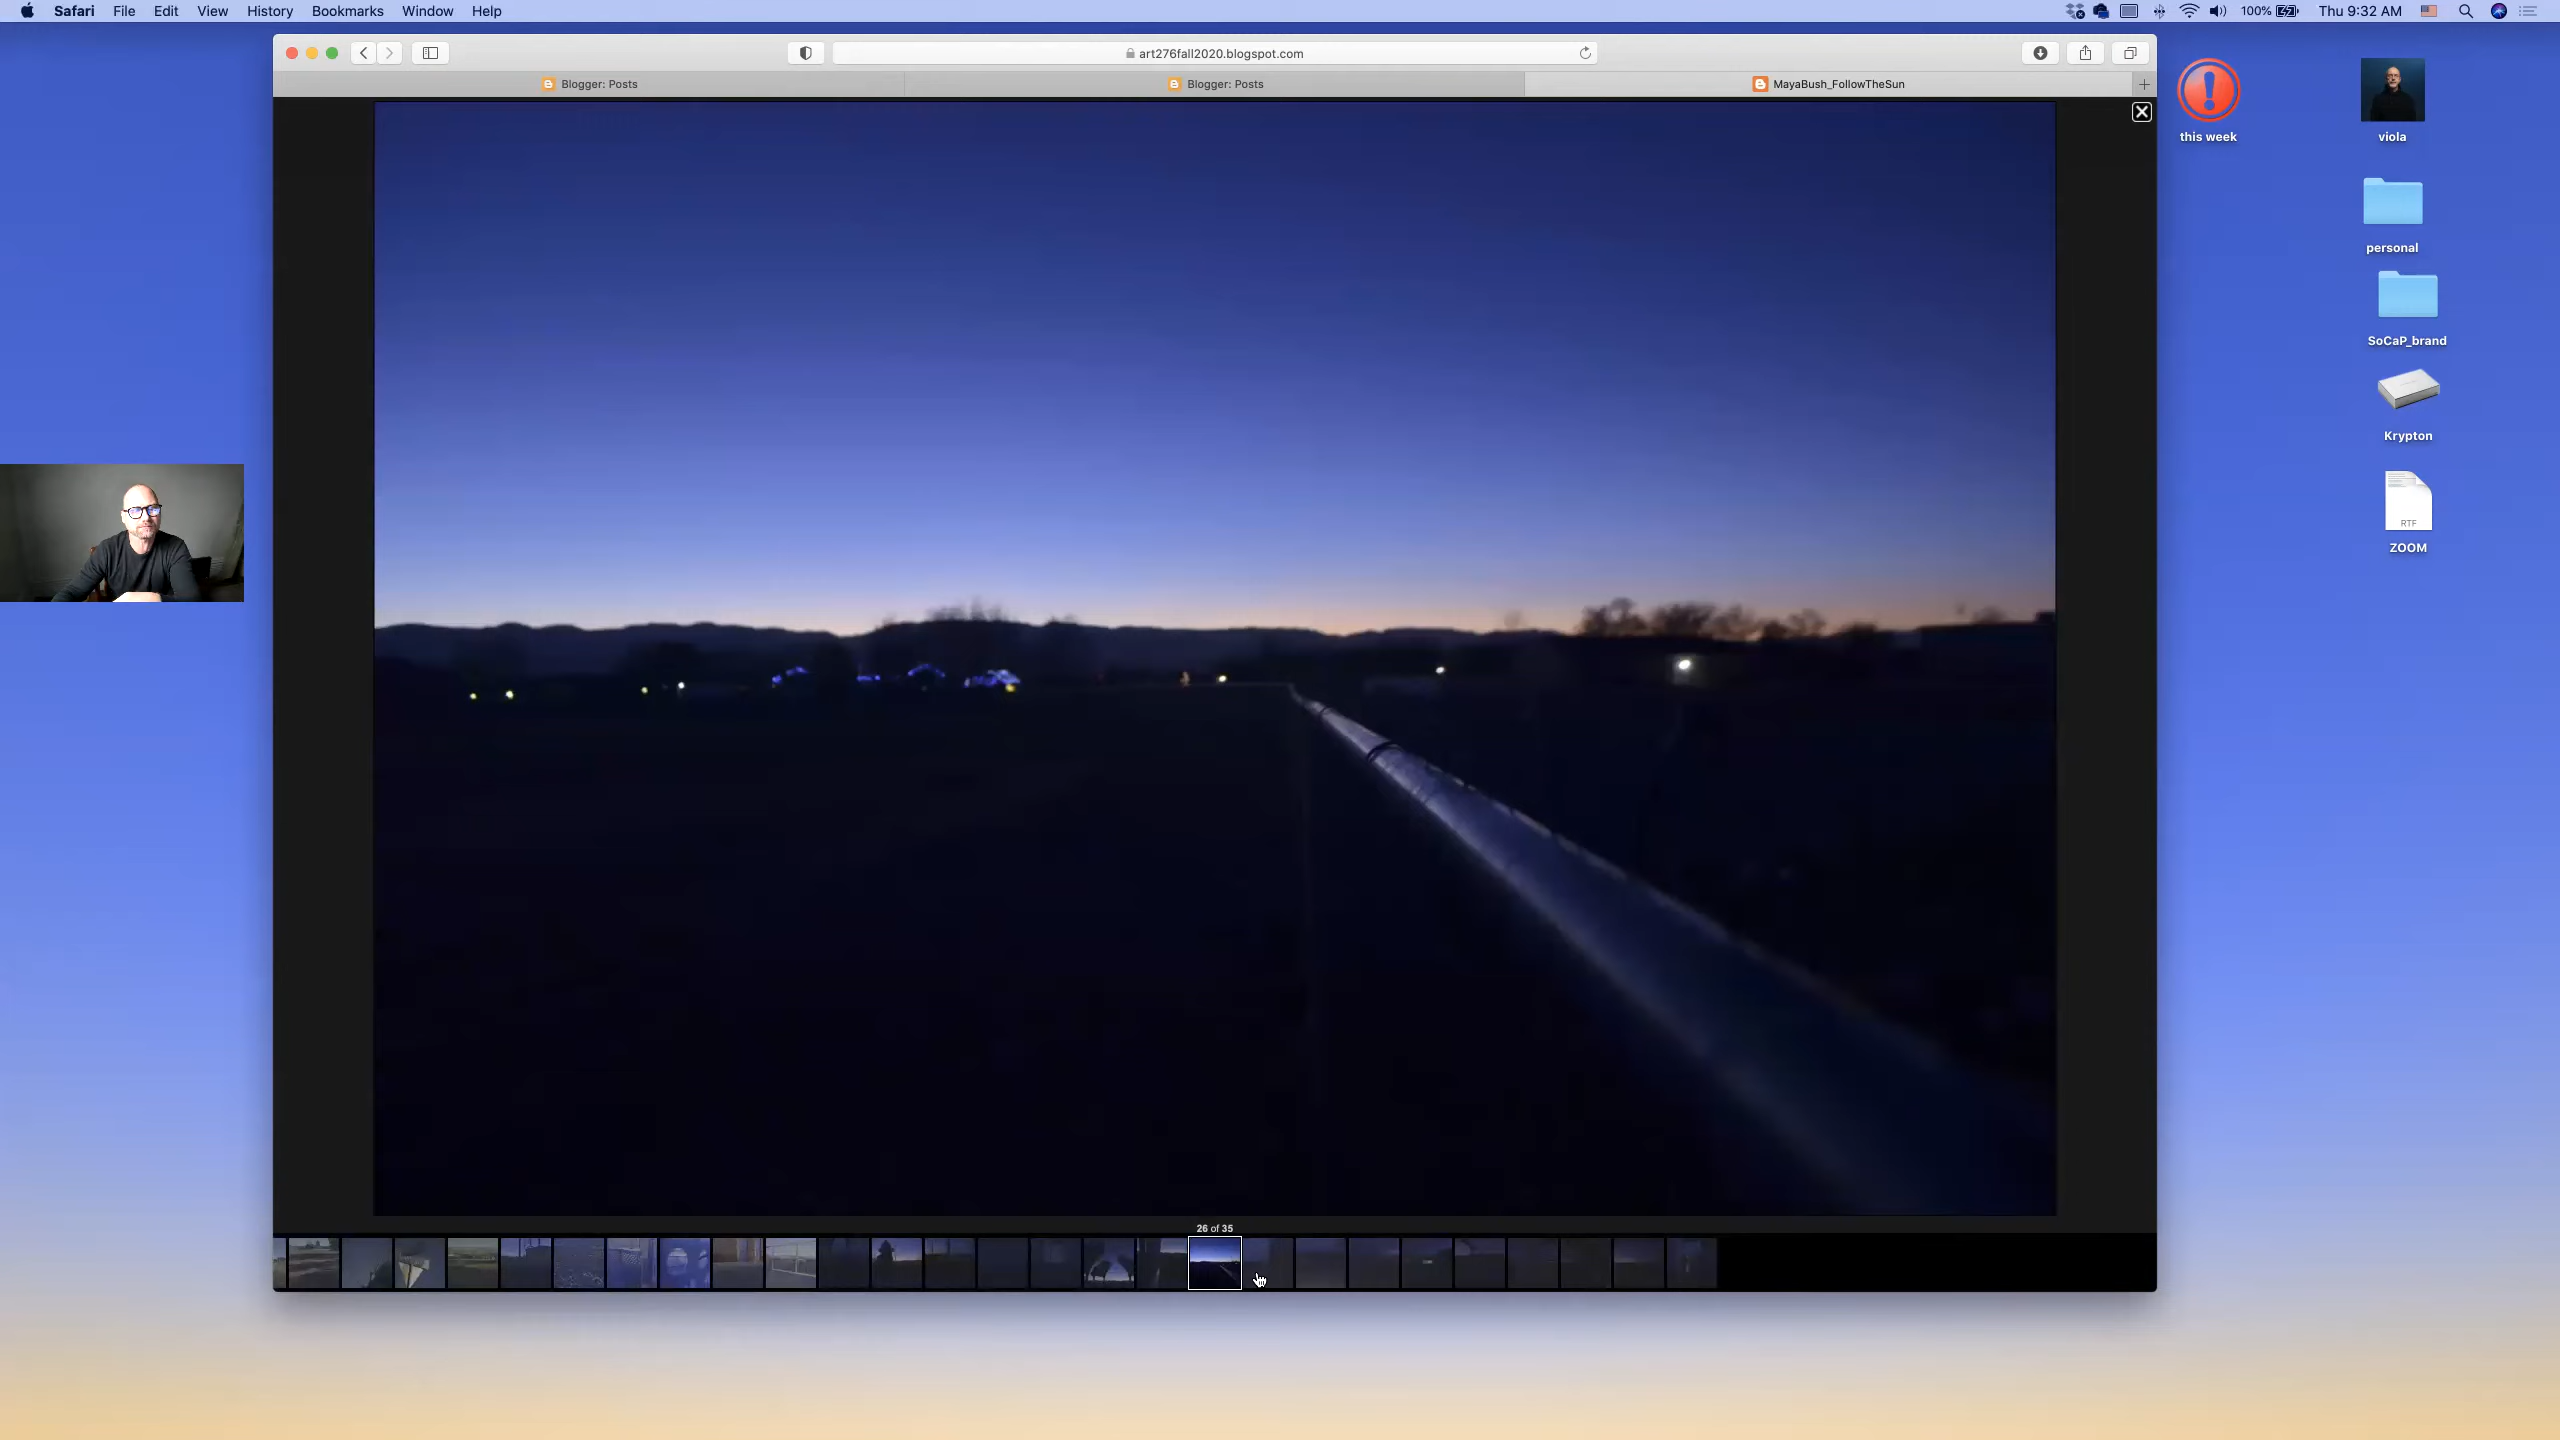 Safari File Edit View History Bookmarks Window Help
100% Thu 9:32 AM
art276fall2020.blogspot.com
Blogger: Posts
Blogger: Posts
MayaBush_FollowTheSun
this week
viola
personal
SoCaP_brand
Krypton
RTF
ZOOM
26 of 35